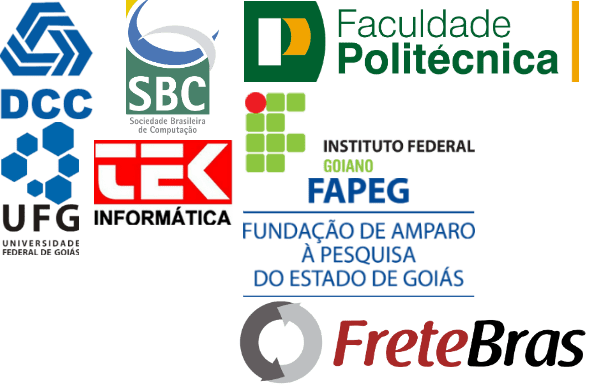 DCC
SBC
Sociedade Brasileira
de Computação
Faculdade
Politécnica
UFG
UNIVERSIDADE
FEDERAL DE GOIÁS
TEK
INFORMÁTICA
INSTITUTO FEDERAL
GOIANO
FAPEG
FUNDAÇÃO DE AMPARO
À PESQUISA
DO ESTADO DE GOIÁS
FreteBras